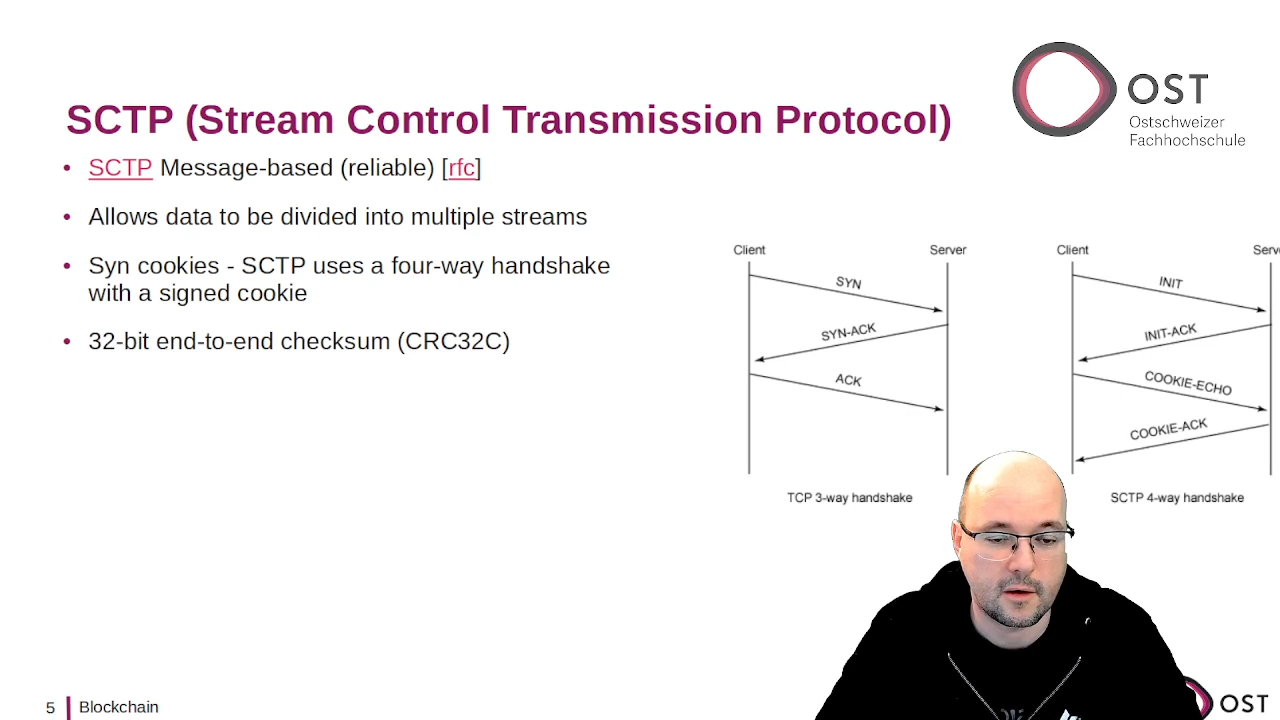 OST
Ostschweizer
Fachhochschule
SCTP (Stream Control Transmission Protocol)
• SCTP Message-based (reliable) [rfc]
• Allows data to be divided into multiple streams
• Syn cookies - SCTP uses a four-way handshake
with a signed cookie
• 32-bit end-to-end checksum (CRC32C)
Client Server
SYN
SYN-ACK
ACK
TCP 3-way handshake
Client Serv
INIT
INIT-ACK
COOKIE-ECHO
COOKIE-ACK
SCTP 4-way handshake
5 Blockchain
OST